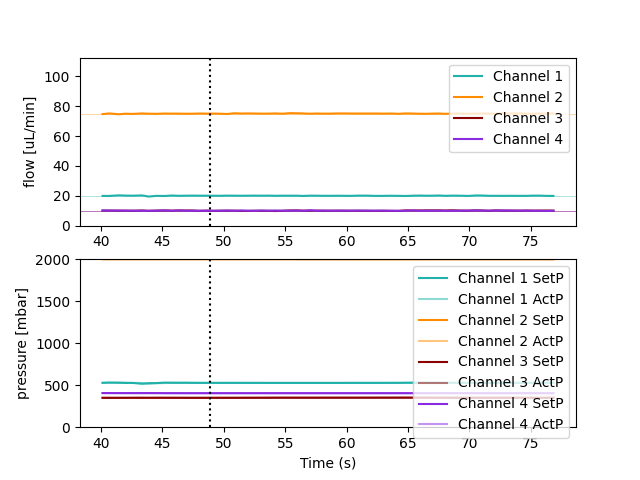 flow [uL/min]
100
80
60
40
20
0
Channel 1
Channel 2
Channel 3
Channel 4
40 45 50 55 60 65 70 75
pressure [mbar]
2000
1500
1000
500
0
Channel 1 SetP
Channel 1 ActP
Channel 2 SetP
Channel 2 ActP
Channel 3 SetP
Channel 3 ActP
Channel 4 SetP
Channel 4 ActP
40 45 50 55 60 65 70 75
Time (s)